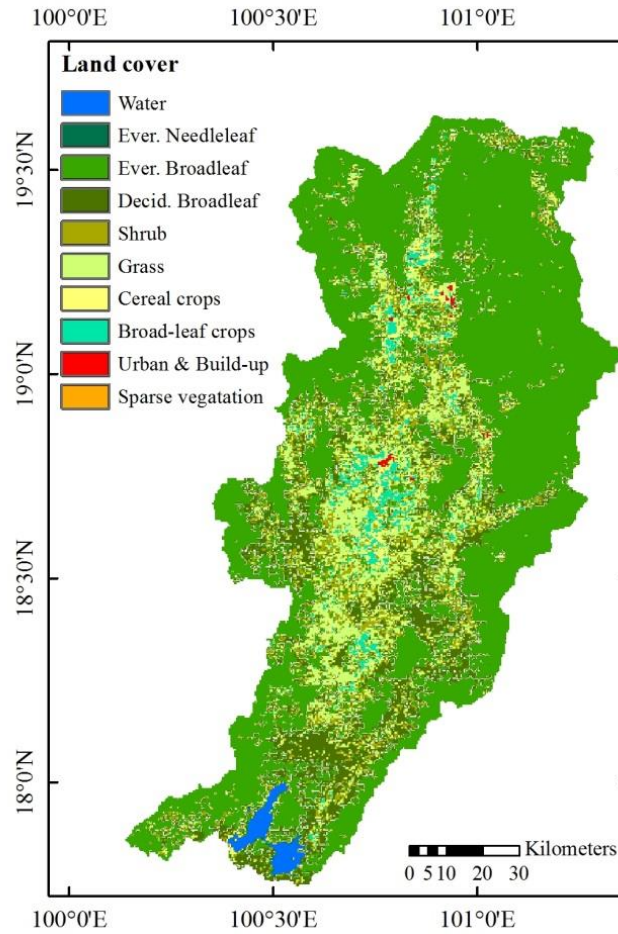 100°0'E 100°30'E 101°0'E
Land cover
Water
Ever. Needleleaf
Ever. Broadleaf
Decid. Broadleaf
Shrub
Grass
Cereal crops
Broad-leaf crops
Urban & Build-up
Sparse vegatation
19°30'N
19°0'N
18°30'N
18°0'N
Kilometers
0 5 10 20 30
100°0'E 100°30'E 101°0'E